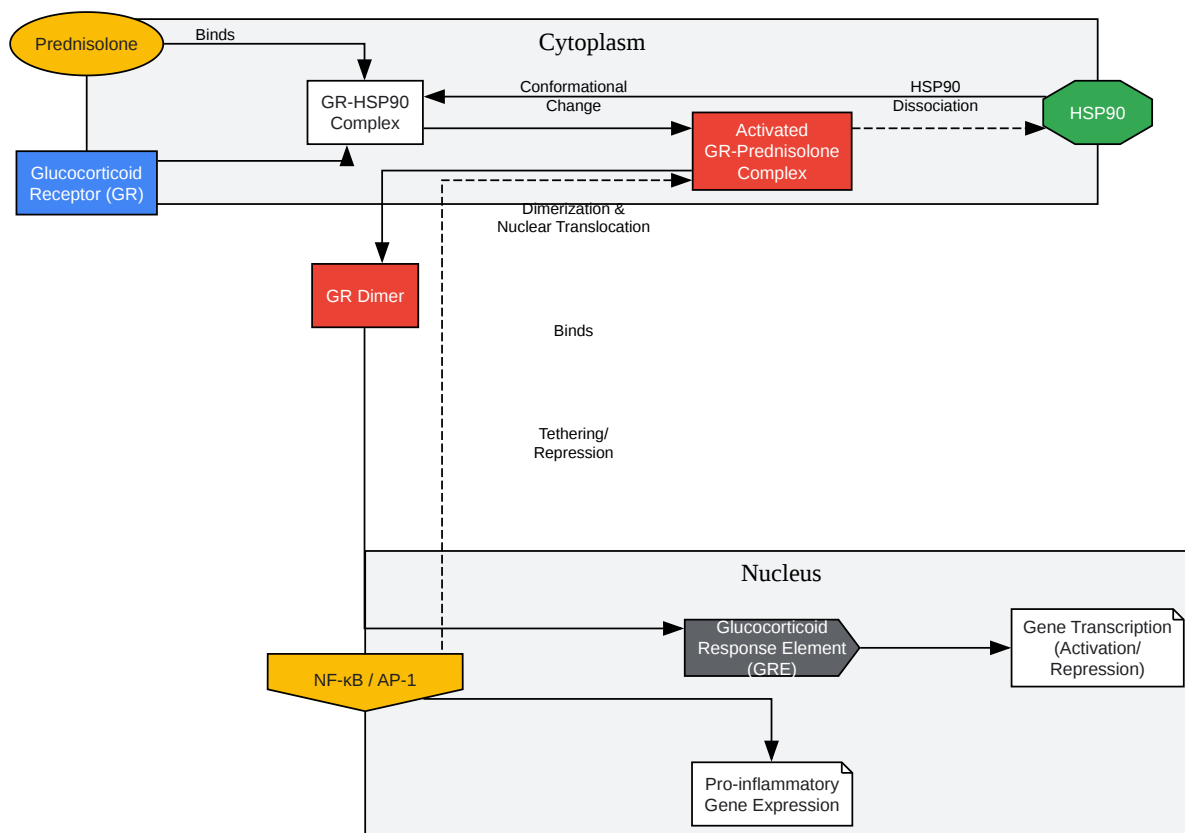 Prednisolone
Binds
Cytoplasm
GR-HSP90
Complex
Conformational
Change
HSP90
Dissociation
HSP90
Activated
GR-Prednisolone
Complex
Glucocorticoid
Receptor (GR)
Dimerization &
Nuclear Translocation
GR Dimer
Binds
Tethering/
Repression
Nucleus
Glucocorticoid
Response Element
(GRE)
Gene Transcription
(Activation/
Repression)
NF-κB / AP-1
Pro-inflammatory
Gene Expression